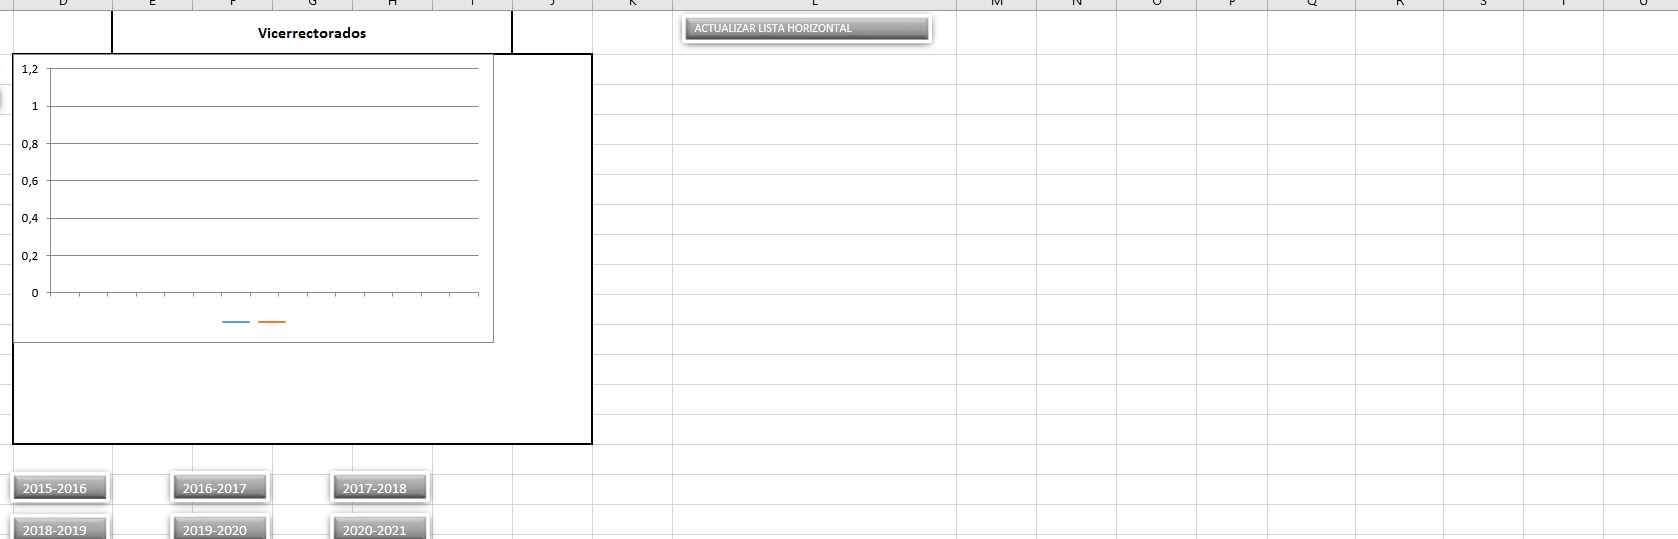 D E F G H I J K L M N O P Q R S T U
Vicerrectorados
ACTUALIZAR LISTA HORIZONTAL
1,2
1
0,8
0,6
0,4
0,2
0
2015-2016 2016-2017 2017-2018
2018-2019 2019-2020 2020-2021